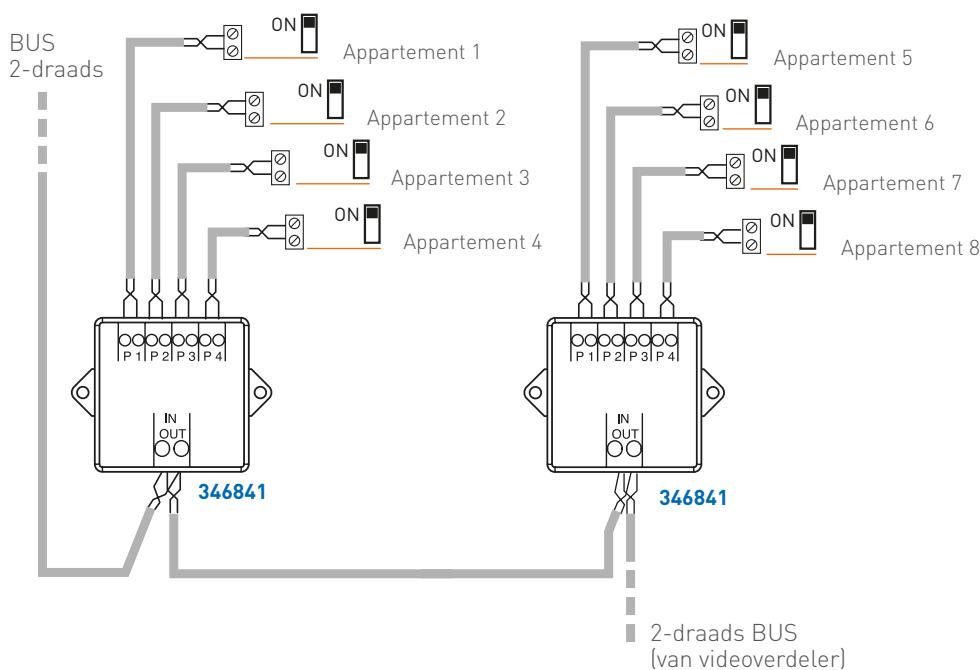 BUS
2-draads
ON
Appartement 1
ON
Appartement 2
ON
Appartement 3
ON
Appartement 4
P 1 P 2 P 3 P 4
IN
OUT
346841
ON
Appartement 5
ON
Appartement 6
ON
Appartement 7
ON
Appartement 8
P 1 P 2 P 3 P 4
IN
OUT
346841
2-draads BUS
(van videoverdeler)